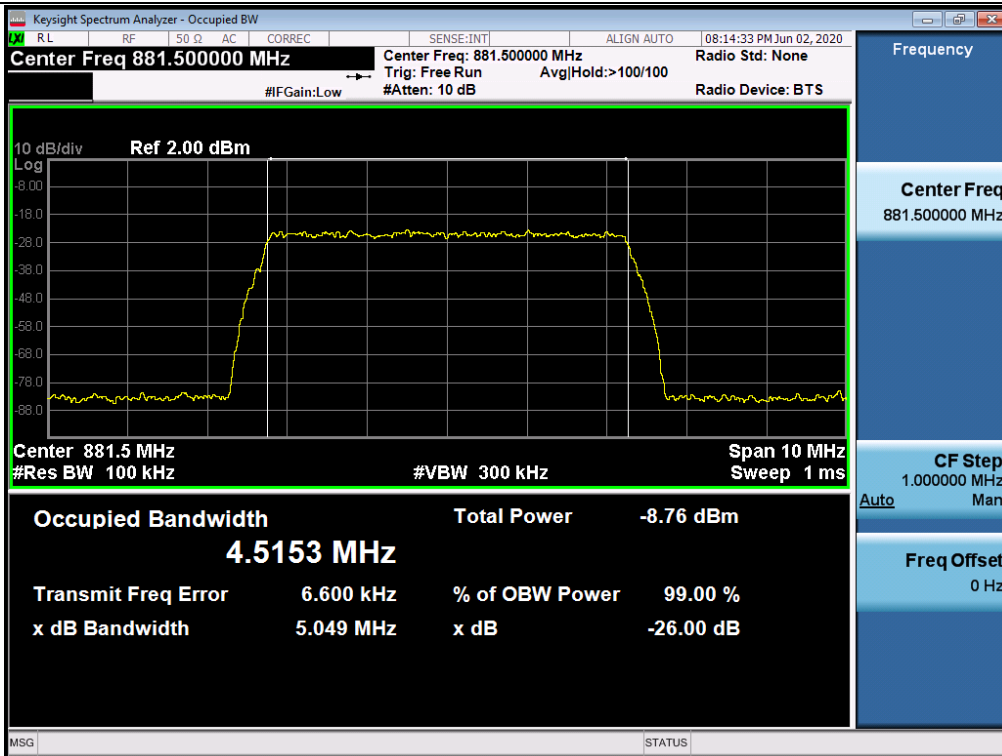 Keysight Spectrum Analyzer - Occupied BW
LXI RL RF 50 Ω AC CORREC SENSE:INT ALIGN AUTO 08:14:33 PM Jun 02, 2020
Center Freq 881.500000 MHz
Center Freq: 881.500000 MHz
Radio Std: None
Trig: Free Run Avg|Hold:>100/100
#IFGain:Low
#Atten: 10 dB
Radio Device: BTS
10 dB/div Ref 2.00 dBm
Log
-8.00
-18.0
-28.0
-38.0
-48.0
-58.0
-68.0
-78.0
-88.0
Center 881.5 MHz Span 10 MHz
#Res BW 100 kHz #VBW 300 kHz Sweep 1 ms
Occupied Bandwidth Total Power -8.76 dBm
4.5153 MHz
Transmit Freq Error 6.600 kHz % of OBW Power 99.00 %
x dB Bandwidth 5.049 MHz x dB -26.00 dB
MSG STATUS
Frequency
Center Freq
881.500000 MHz
CF Step
1.000000 MHz
Auto Man
Freq Offset
0 Hz